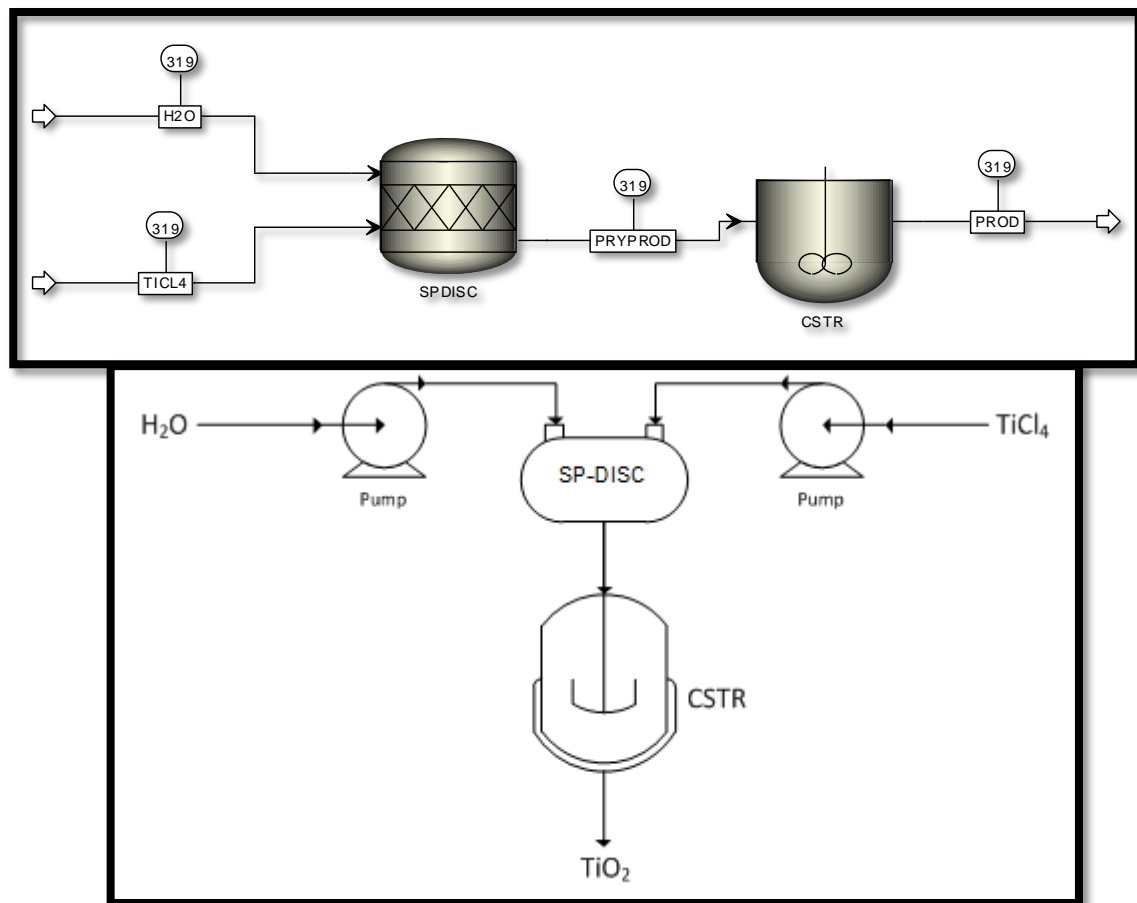 319
H2O
319
TICL4
SPDISC
319
PRYPROD
CSTR
319
PROD
H₂O
Pump
SP-DISC
Pump
TiCl₄
CSTR
TiO₂